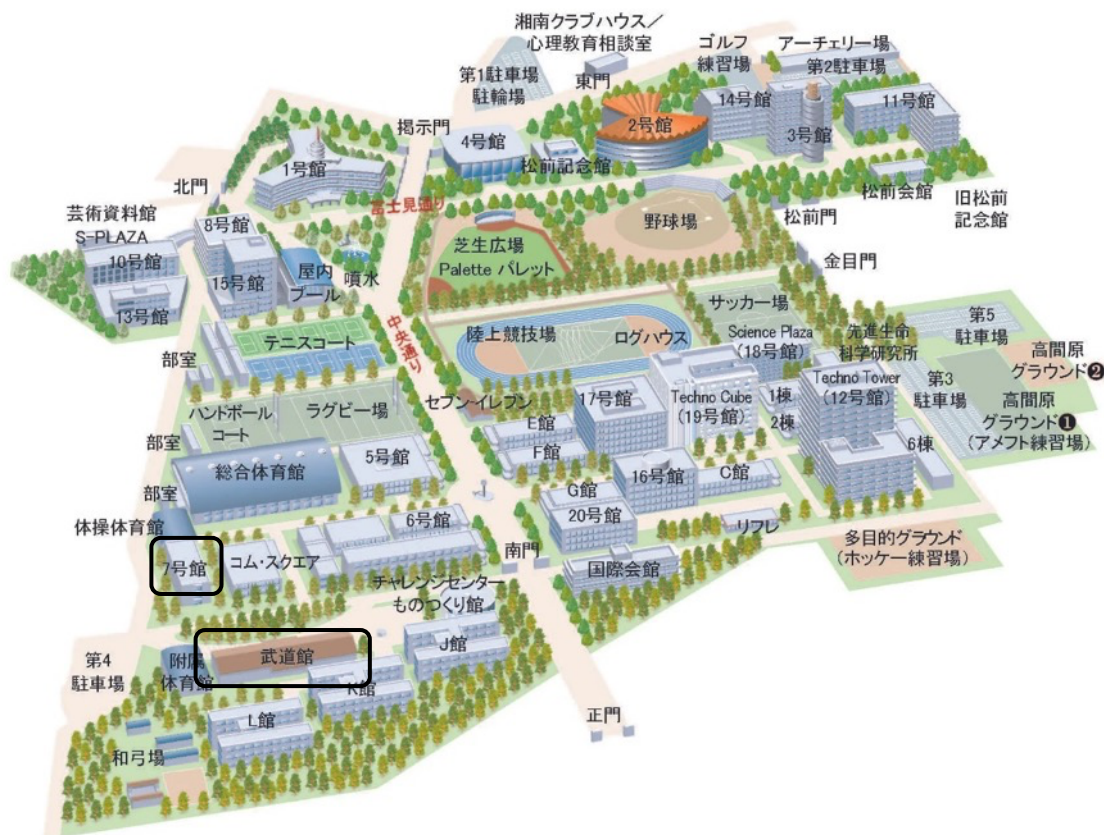 湘南クラブハウス／
心理教育相談室
ゴルフ
練習場
アーチェリー場
第2駐車場
第1駐車場
駐輪場
東門
14号館
11号館
掲示門
4号館
2号館
3号館
1号館
松前記念館
松前会館
旧松前
記念館
北門
富士見通り
松前門
芸術資料館
S-PLAZA
8号館
野球場
10号館
芝生広場
Palette パレット
金目門
15号館
屋内
プール
噴水
13号館
サッカー場
中央通り
陸上競技場
ログハウス
Science Plaza
(18号館)
先進生命
科学研究所
第5
駐車場
テニスコート
部室
高間原
グラウンド❷
Techno Tower
(12号館)
第3
駐車場
セブン-イレブン
17号館
Techno Cube
(19号館)
1棟
2棟
高間原
グラウンド❶
(アメフト練習場)
ハンドボール
コート
ラグビー場
E館
F館
6棟
部室
総合体育館
5号館
16号館
C館
部室
G館
20号館
体操体育館
6号館
リフレ
多目的グラウンド
(ホッケー練習場)
7号館
コム・スクエア
南門
国際会館
チャレンジセンター
ものつくり館
J館
武道館
第4
駐車場
附属
体育館
K館
L館
正門
和弓場